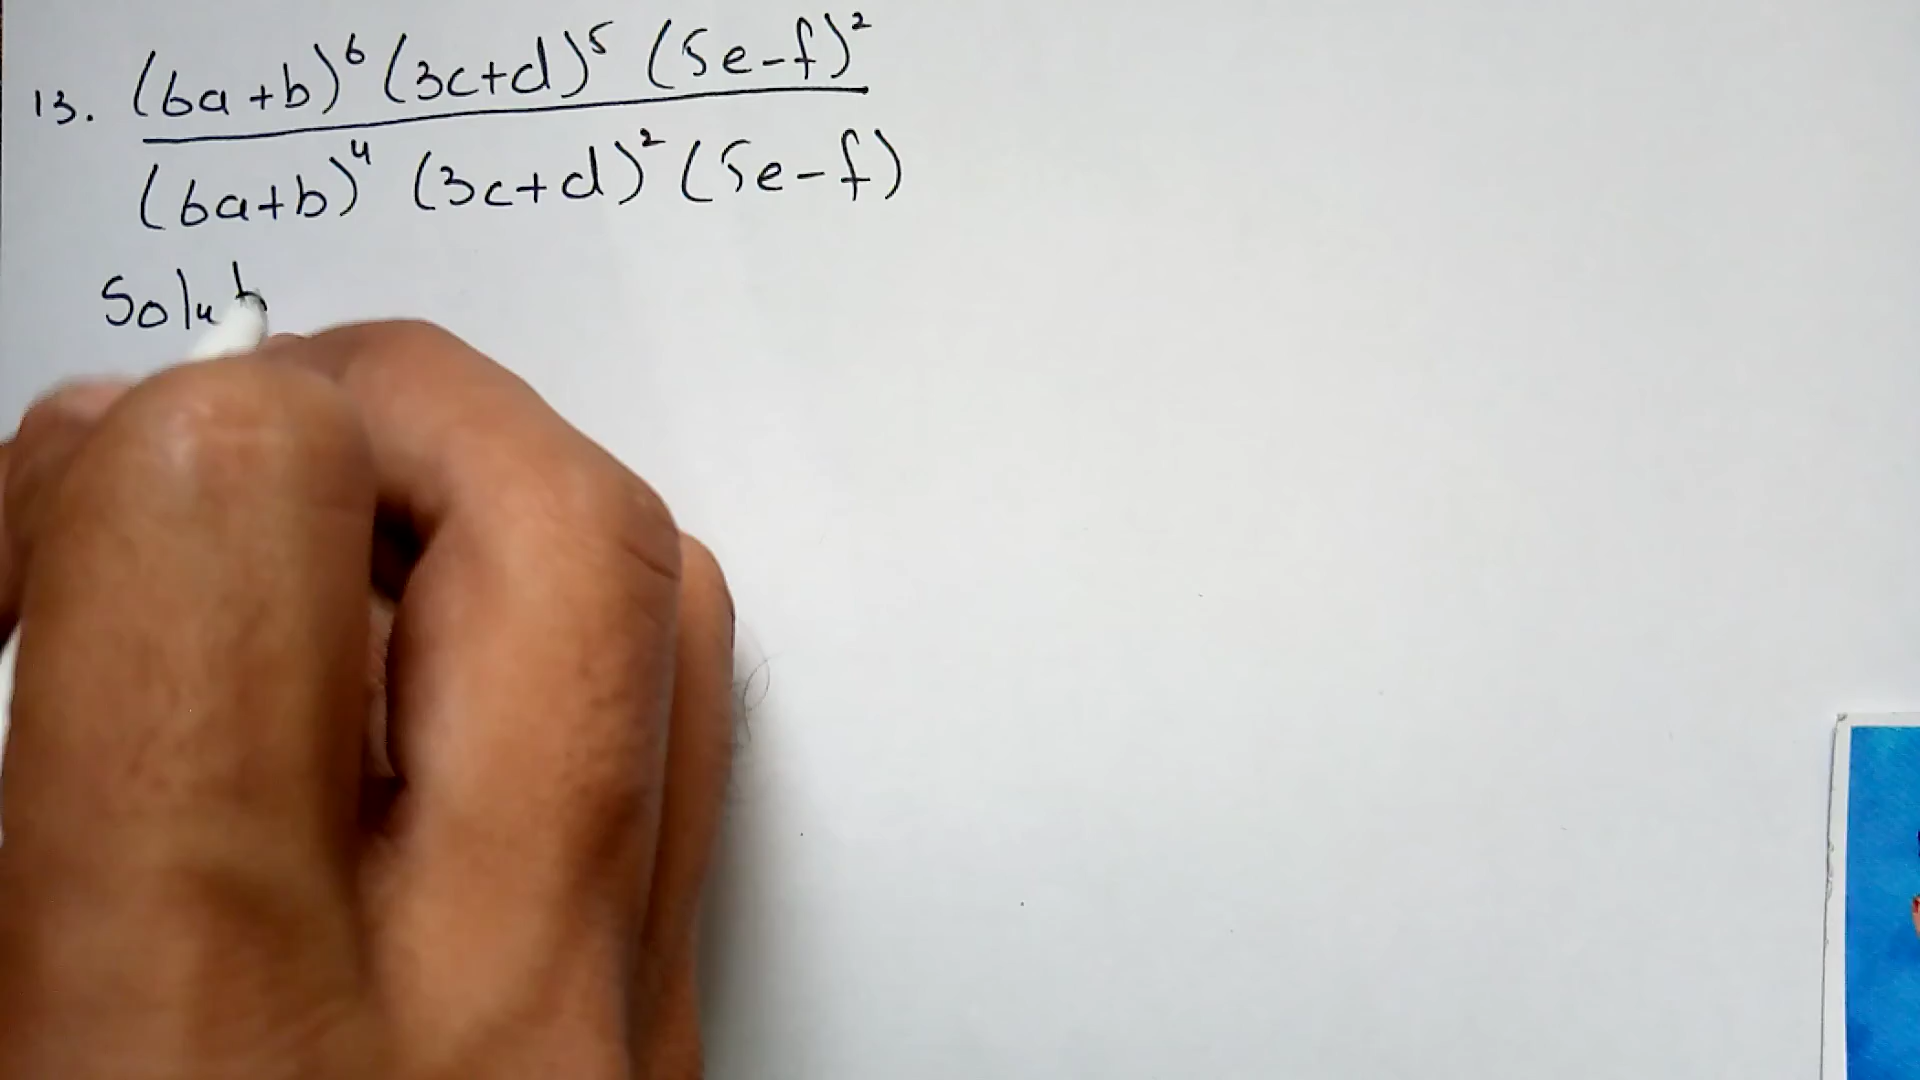 13. (6a+b)⁶ (3c+d)⁵ (5e-f)²
(6a+b)⁴ (3c+d)² (5e-f)
Solut